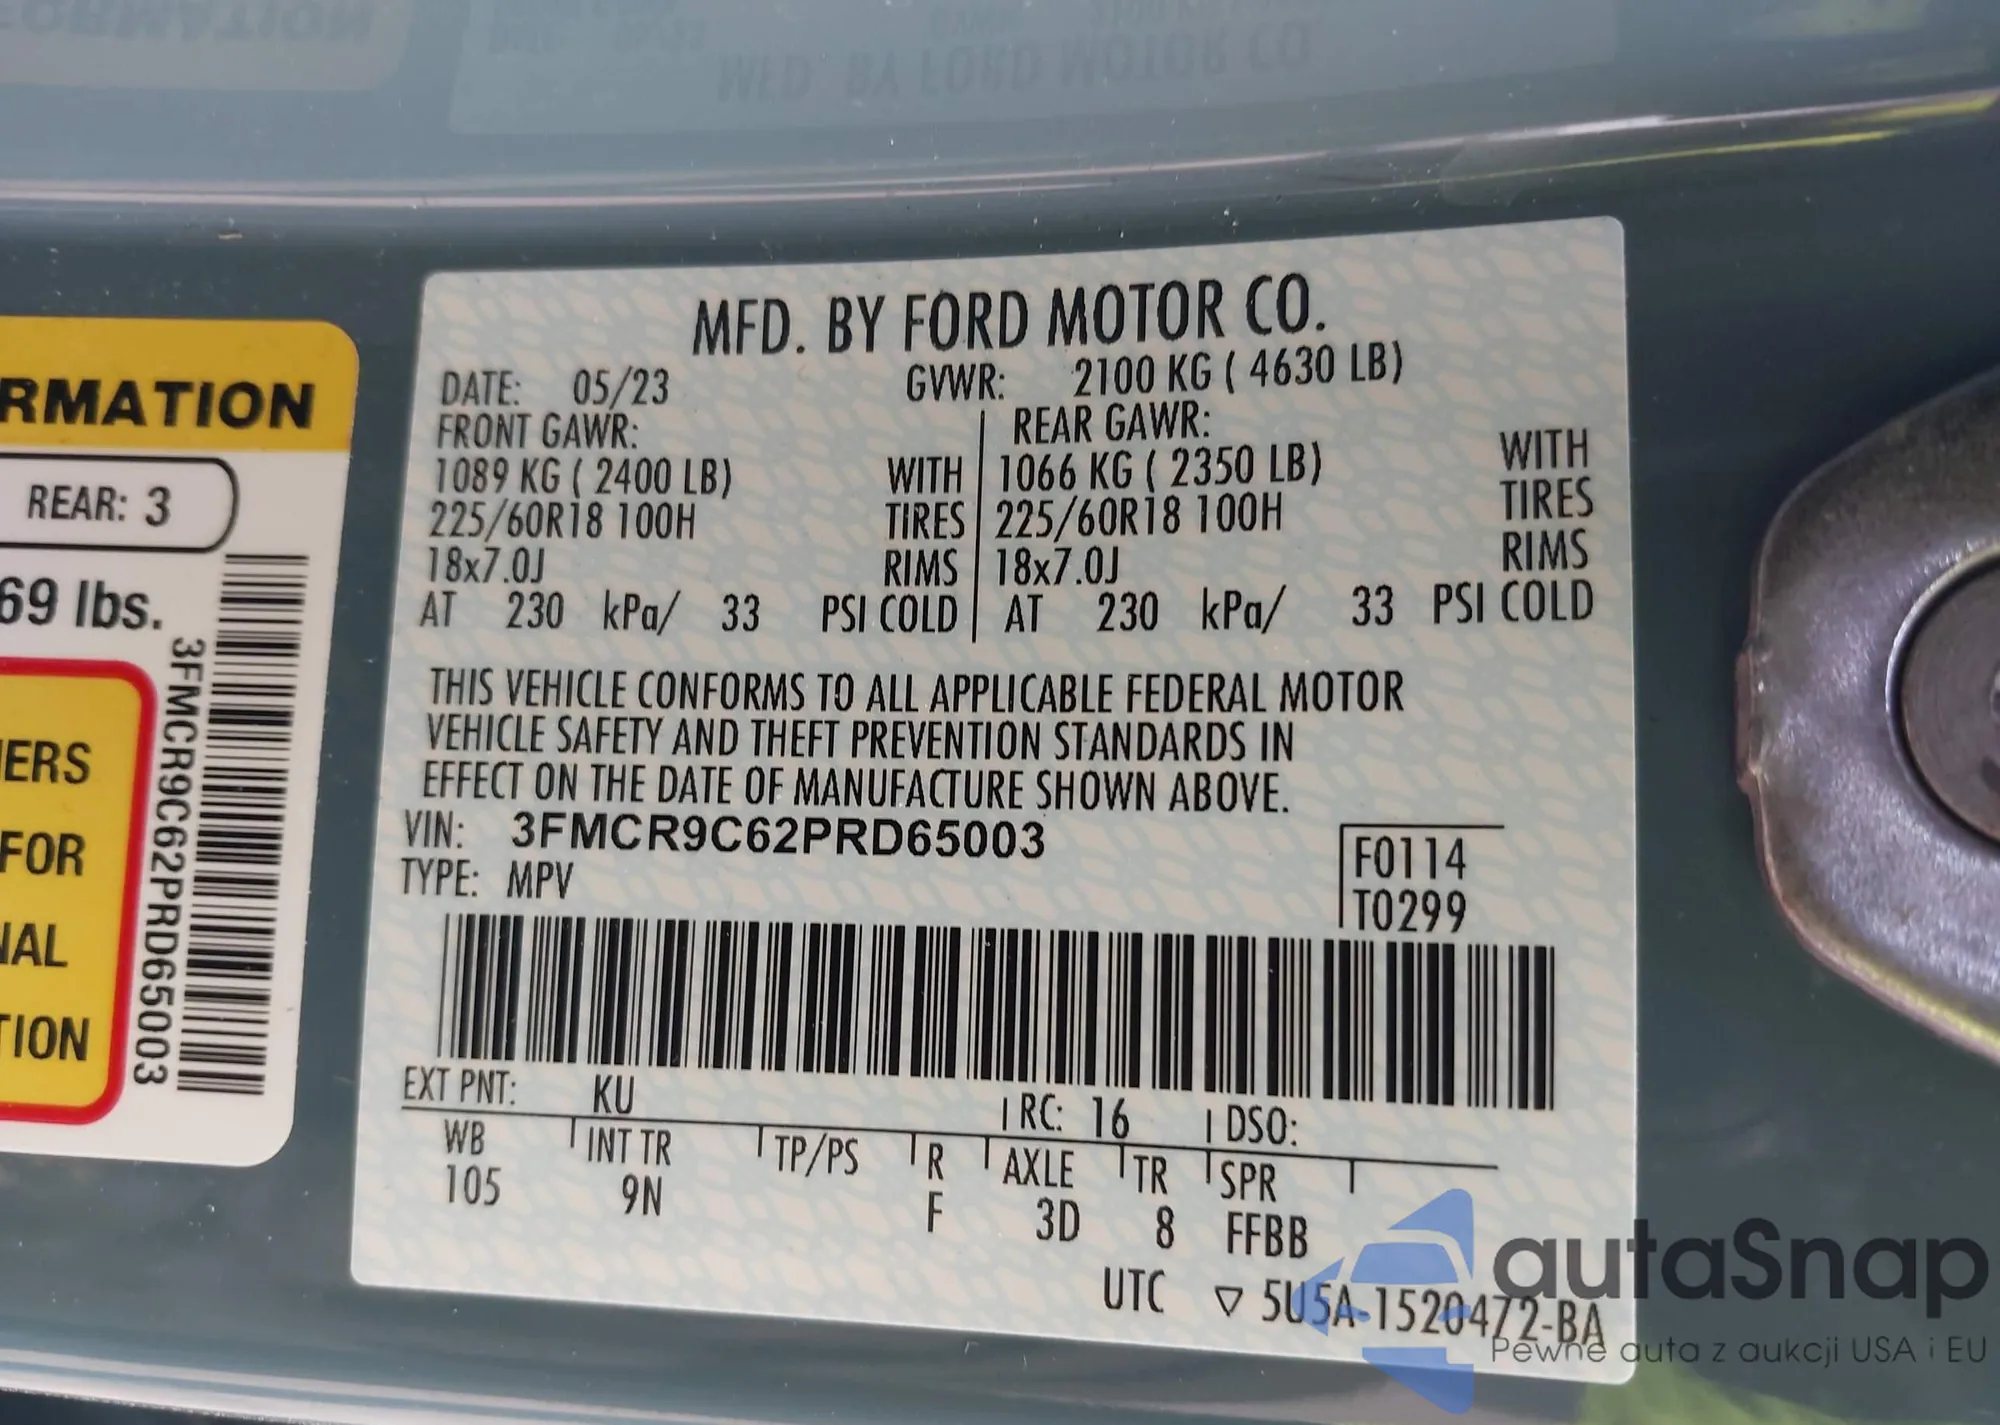 MFD. BY FORD MOTOR CO.
DATE: 05/23 GVWR: 2100 KG ( 4630 LB)
FRONT GAWR: REAR GAWR:
1089 KG ( 2400 LB) WITH 1066 KG ( 2350 LB) WITH
225/60R18 100H TIRES 225/60R18 100H TIRES
18x7.0J RIMS 18x7.0J RIMS
AT 230 kPa/ 33 PSI COLD AT 230 kPa/ 33 PSI COLD
THIS VEHICLE CONFORMS TO ALL APPLICABLE FEDERAL MOTOR
VEHICLE SAFETY AND THEFT PREVENTION STANDARDS IN
EFFECT ON THE DATE OF MANUFACTURE SHOWN ABOVE.
VIN: 3FMCR9C62PRD65003
TYPE: MPV
F0114
T0299
EXT PNT: KU RC: 16 DSO:
WB INT TR TP/PS R AXLE TR SPR
105 9N F 3D 8 FFBB
UTC ▽ 5U5A-1520472-BA
RMATION
REAR: 3
69 lbs.
3FMCR9C62PRD65003
ERS
FOR
NAL
TION
autaSnap
Pewne auta z aukcji USA i EU